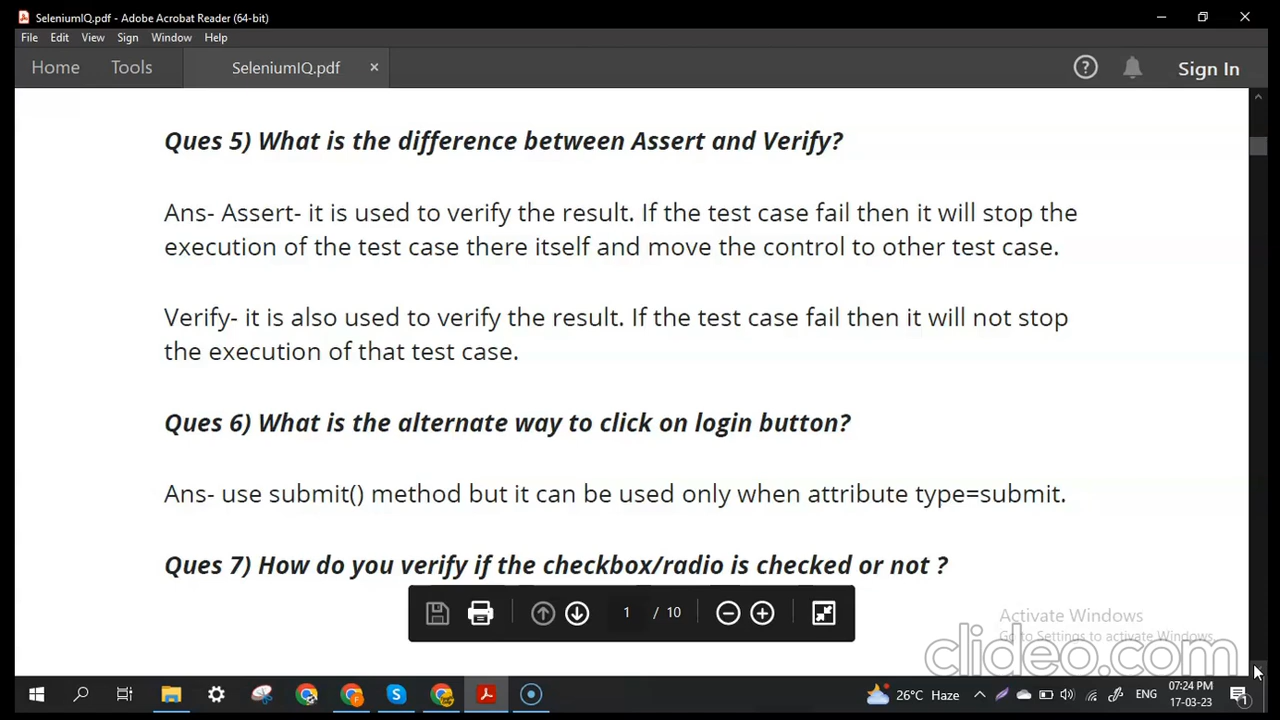 SeleniumIQ.pdf - Adobe Acrobat Reader (64-bit)
File Edit View Sign Window Help
Home Tools SeleniumIQ.pdf × Sign In
Ques 5) What is the difference between Assert and Verify?
Ans- Assert- it is used to verify the result. If the test case fail then it will stop the
execution of the test case there itself and move the control to other test case.
Verify- it is also used to verify the result. If the test case fail then it will not stop
the execution of that test case.
Ques 6) What is the alternate way to click on login button?
Ans- use submit() method but it can be used only when attribute type=submit.
Ques 7) How do you verify if the checkbox/radio is checked or not ?
1 / 10
Activate Windows
Go to Settings to activate Windows.
clideo.com
26°C Haze ENG 07:24 PM
17-03-23 1